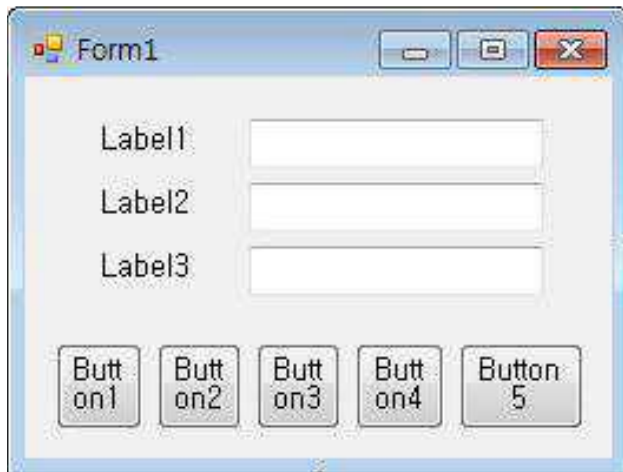 Form1
Label1
Label2
Label3
Butt
on1
Butt
on2
Butt
on3
Butt
on4
Button
5